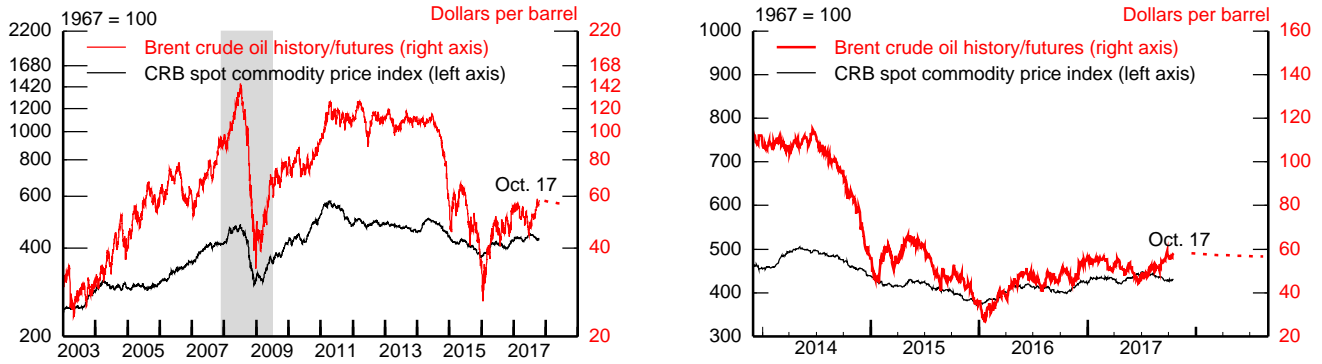 1967 = 100
Dollars per barrel
2200
220
Brent crude oil history/futures (right axis)
1680
168
CRB spot commodity price index (left axis)
1420
142
1200
120
1000
100
800
80
Oct. 17
600
60
400
40
200
20
2003 2005 2007 2009 2011 2013 2015 2017
1967 = 100
Dollars per barrel
1000
160
Brent crude oil history/futures (right axis)
900
140
CRB spot commodity price index (left axis)
800
120
700
100
600
80
Oct. 17
500
60
400
40
300
20
2014 2015 2016 2017